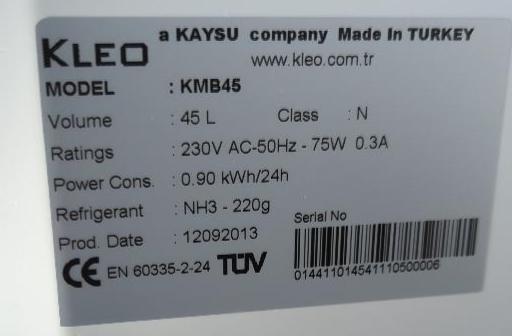 KLEO a KAYSU company Made In TURKEY
www.kleo.com.tr
MODEL : KMB45
Volume : 45 L Class : N
Ratings : 230V AC-50Hz - 75W 0.3A
Power Cons. : 0.90 kWh/24h
Refrigerant : NH3 - 220g
Serial No
Prod. Date : 12092013
CE EN 60335-2-24 TÜV
014411014541110500006